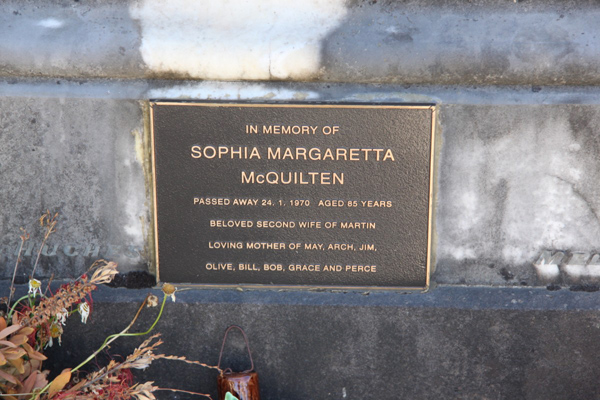 IN MEMORY OF
SOPHIA MARGARETTA
McQUILTEN
PASSED AWAY 24. 1. 1970 AGED 85 YEARS
BELOVED SECOND WIFE OF MARTIN
LOVING MOTHER OF MAY, ARCH, JIM,
OLIVE, BILL, BOB, GRACE AND PERCE